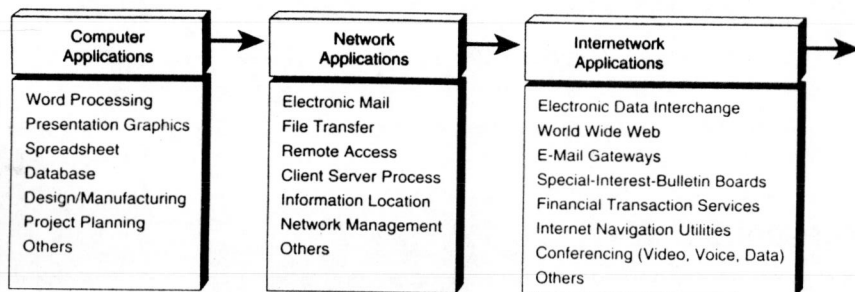 Computer
Applications
Word Processing
Presentation Graphics
Spreadsheet
Database
Design/Manufacturing
Project Planning
Others
Network
Applications
Electronic Mail
File Transfer
Remote Access
Client Server Process
Information Location
Network Management
Others
Internetwork
Applications
Electronic Data Interchange
World Wide Web
E-Mail Gateways
Special-Interest-Bulletin Boards
Financial Transaction Services
Internet Navigation Utilities
Conferencing (Video, Voice, Data)
Others